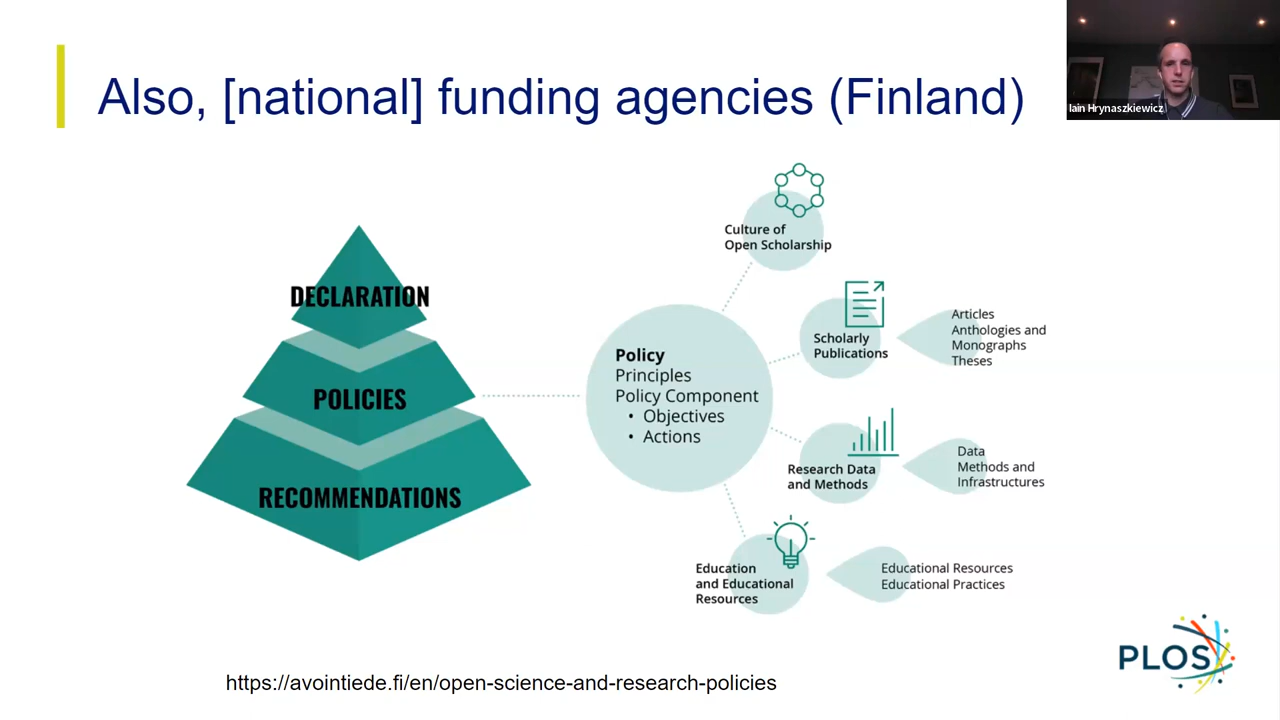 Also, [national] funding agencies (Finland)
Iain Hrynaszkiewicz
DECLARATION
POLICIES
RECOMMENDATIONS
Policy
Principles
Policy Component
• Objectives
• Actions
Culture of
Open Scholarship
Scholarly
Publications
Articles
Anthologies and
Monographs
Theses
Research Data
and Methods
Data
Methods and
Infrastructures
Education
and Educational
Resources
Educational Resources
Educational Practices
PLOS
https://avointiede.fi/en/open-science-and-research-policies